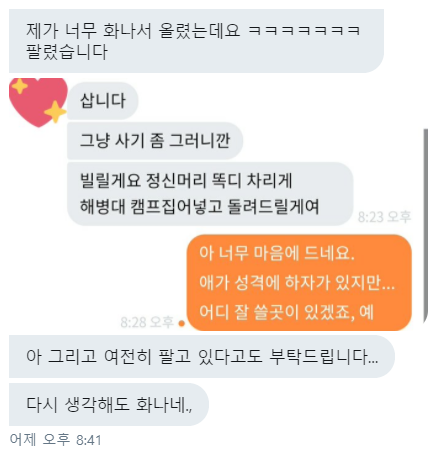 제가 너무 화나서 올렸는데요 ㅋㅋㅋㅋㅋㅋㅋ
팔렸습니다
삽니다
그냥 사기 좀 그러니깐
빌릴게요 정신머리 똑디 차리게
해병대 캠프집어넣고 돌려드릴게여
8:23 오후
아 너무 마음에 드네요.
애가 성격에 하자가 있지만...
어디 잘 쓸곳이 있겠죠, 예
8:28 오후
아 그리고 여전히 팔고 있다고도 부탁드립니다...
다시 생각해도 화나네.,
어제 오후 8:41